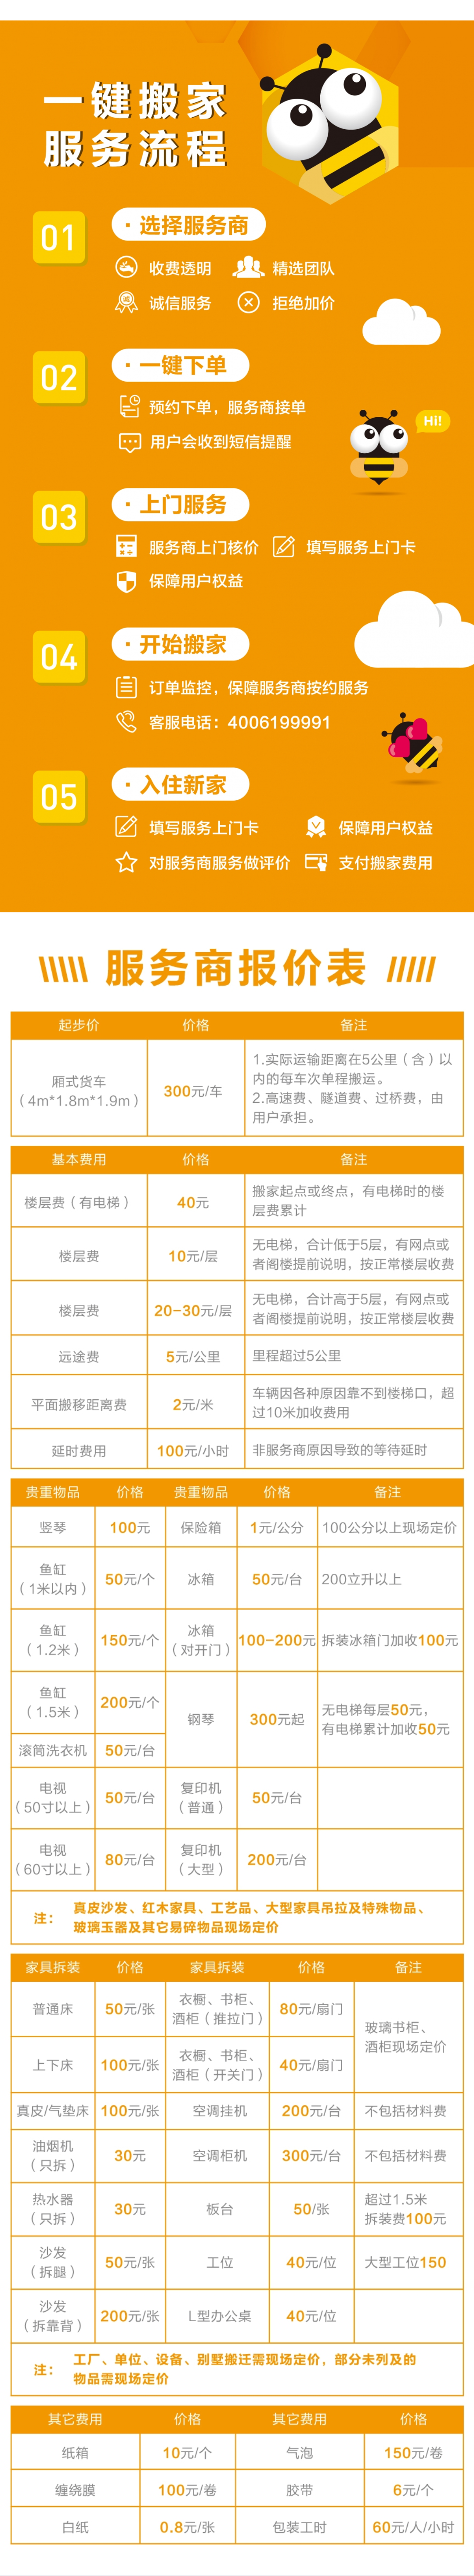 一键搬家
服务流程
01
· 选择服务商
收费透明
精选团队
诚信服务
拒绝加价
02
· 一键下单
预约下单，服务商接单
用户会收到短信提醒
Hi!
03
· 上门服务
服务商上门核价
填写服务上门卡
保障用户权益
04
· 开始搬家
订单监控，保障服务商按约服务
客服电话：4006199991
05
· 入住新家
填写服务上门卡
保障用户权益
对服务商服务做评价
支付搬家费用
服务商报价表
起步价 价格 备注
厢式货车
（4m*1.8m*1.9m）
300元/车
1.实际运输距离在5公里（含）以
内的每车次单程搬运。
2.高速费、隧道费、过桥费，由
用户承担。
基本费用 价格 备注
楼层费（有电梯）
40元
搬家起点或终点，有电梯时的楼
层费累计
楼层费
10元/层
无电梯，合计低于5层，有网点或
者阁楼提前说明，按正常楼层收费
楼层费
20-30元/层
无电梯，合计高于5层，有网点或
者阁楼提前说明，按正常楼层收费
远途费 5元/公里 里程超过5公里
平面搬移距离费
2元/米
车辆因各种原因靠不到楼梯口，超
过10米加收费用
延时费用 100元/小时 非服务商原因导致的等待延时
贵重物品 价格 贵重物品 价格 备注
竖琴 100元 保险箱 1元/公分 100公分以上现场定价
鱼缸
（1米以内）
50元/个 冰箱 50元/台 200立升以上
鱼缸
（1.2米）
150元/个
冰箱
（对开门）
100-200元 拆装冰箱门加收100元
鱼缸
（1.5米）
200元/个
钢琴 300元起
无电梯每层50元，
有电梯累计加收50元
滚筒洗衣机 50元/台
电视
（50寸以上）
50元/台
复印机
（普通）
50元/台
电视
（60寸以上）
80元/台
复印机
（大型）
200元/台
注：
真皮沙发、红木家具、工艺品、大型家具吊拉及特殊物品、
玻璃玉器及其它易碎物品现场定价
家具拆装 价格 家具拆装 价格 备注
普通床 50元/张
衣橱、书柜、
酒柜（推拉门）
80元/扇门
玻璃书柜、
酒柜现场定价
上下床 100元/张
衣橱、书柜、
酒柜（开关门）
40元/扇门
真皮/气垫床 100元/张 空调挂机 200元/台 不包括材料费
油烟机
（只拆）
30元 空调柜机 300元/台 不包括材料费
热水器
（只拆）
30元 板台 50/张
超过1.5米
拆装费100元
沙发
（拆腿）
50元/张 工位 40元/位 大型工位150
沙发
（拆靠背）
200元/张 L型办公桌 40元/位
注：
工厂、单位、设备、别墅搬迁需现场定价，部分未列及的
物品需现场定价
其它费用 价格 其它费用 价格
纸箱 10元/个 气泡 150元/卷
缠绕膜 100元/卷 胶带 6元/个
白纸 0.8元/张 包装工时 60元/人/小时